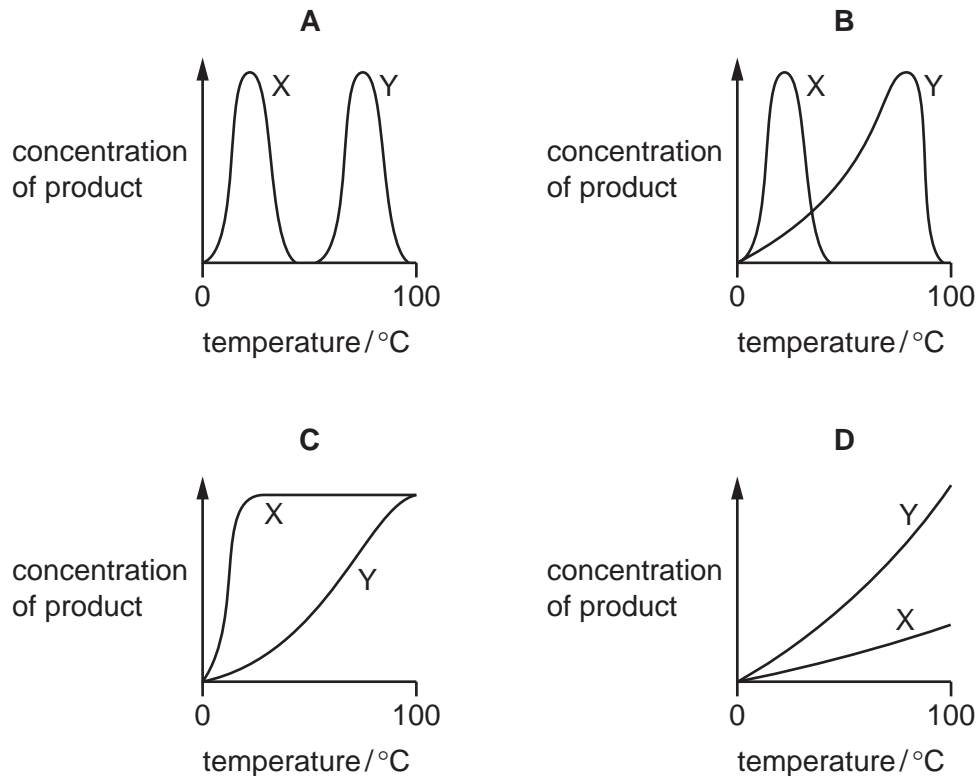 A
X
Y
concentration
of product
0
100
temperature / °C
B
X
Y
concentration
of product
0
100
temperature / °C
C
X
Y
concentration
of product
0
100
temperature / °C
D
Y
X
concentration
of product
0
100
temperature / °C